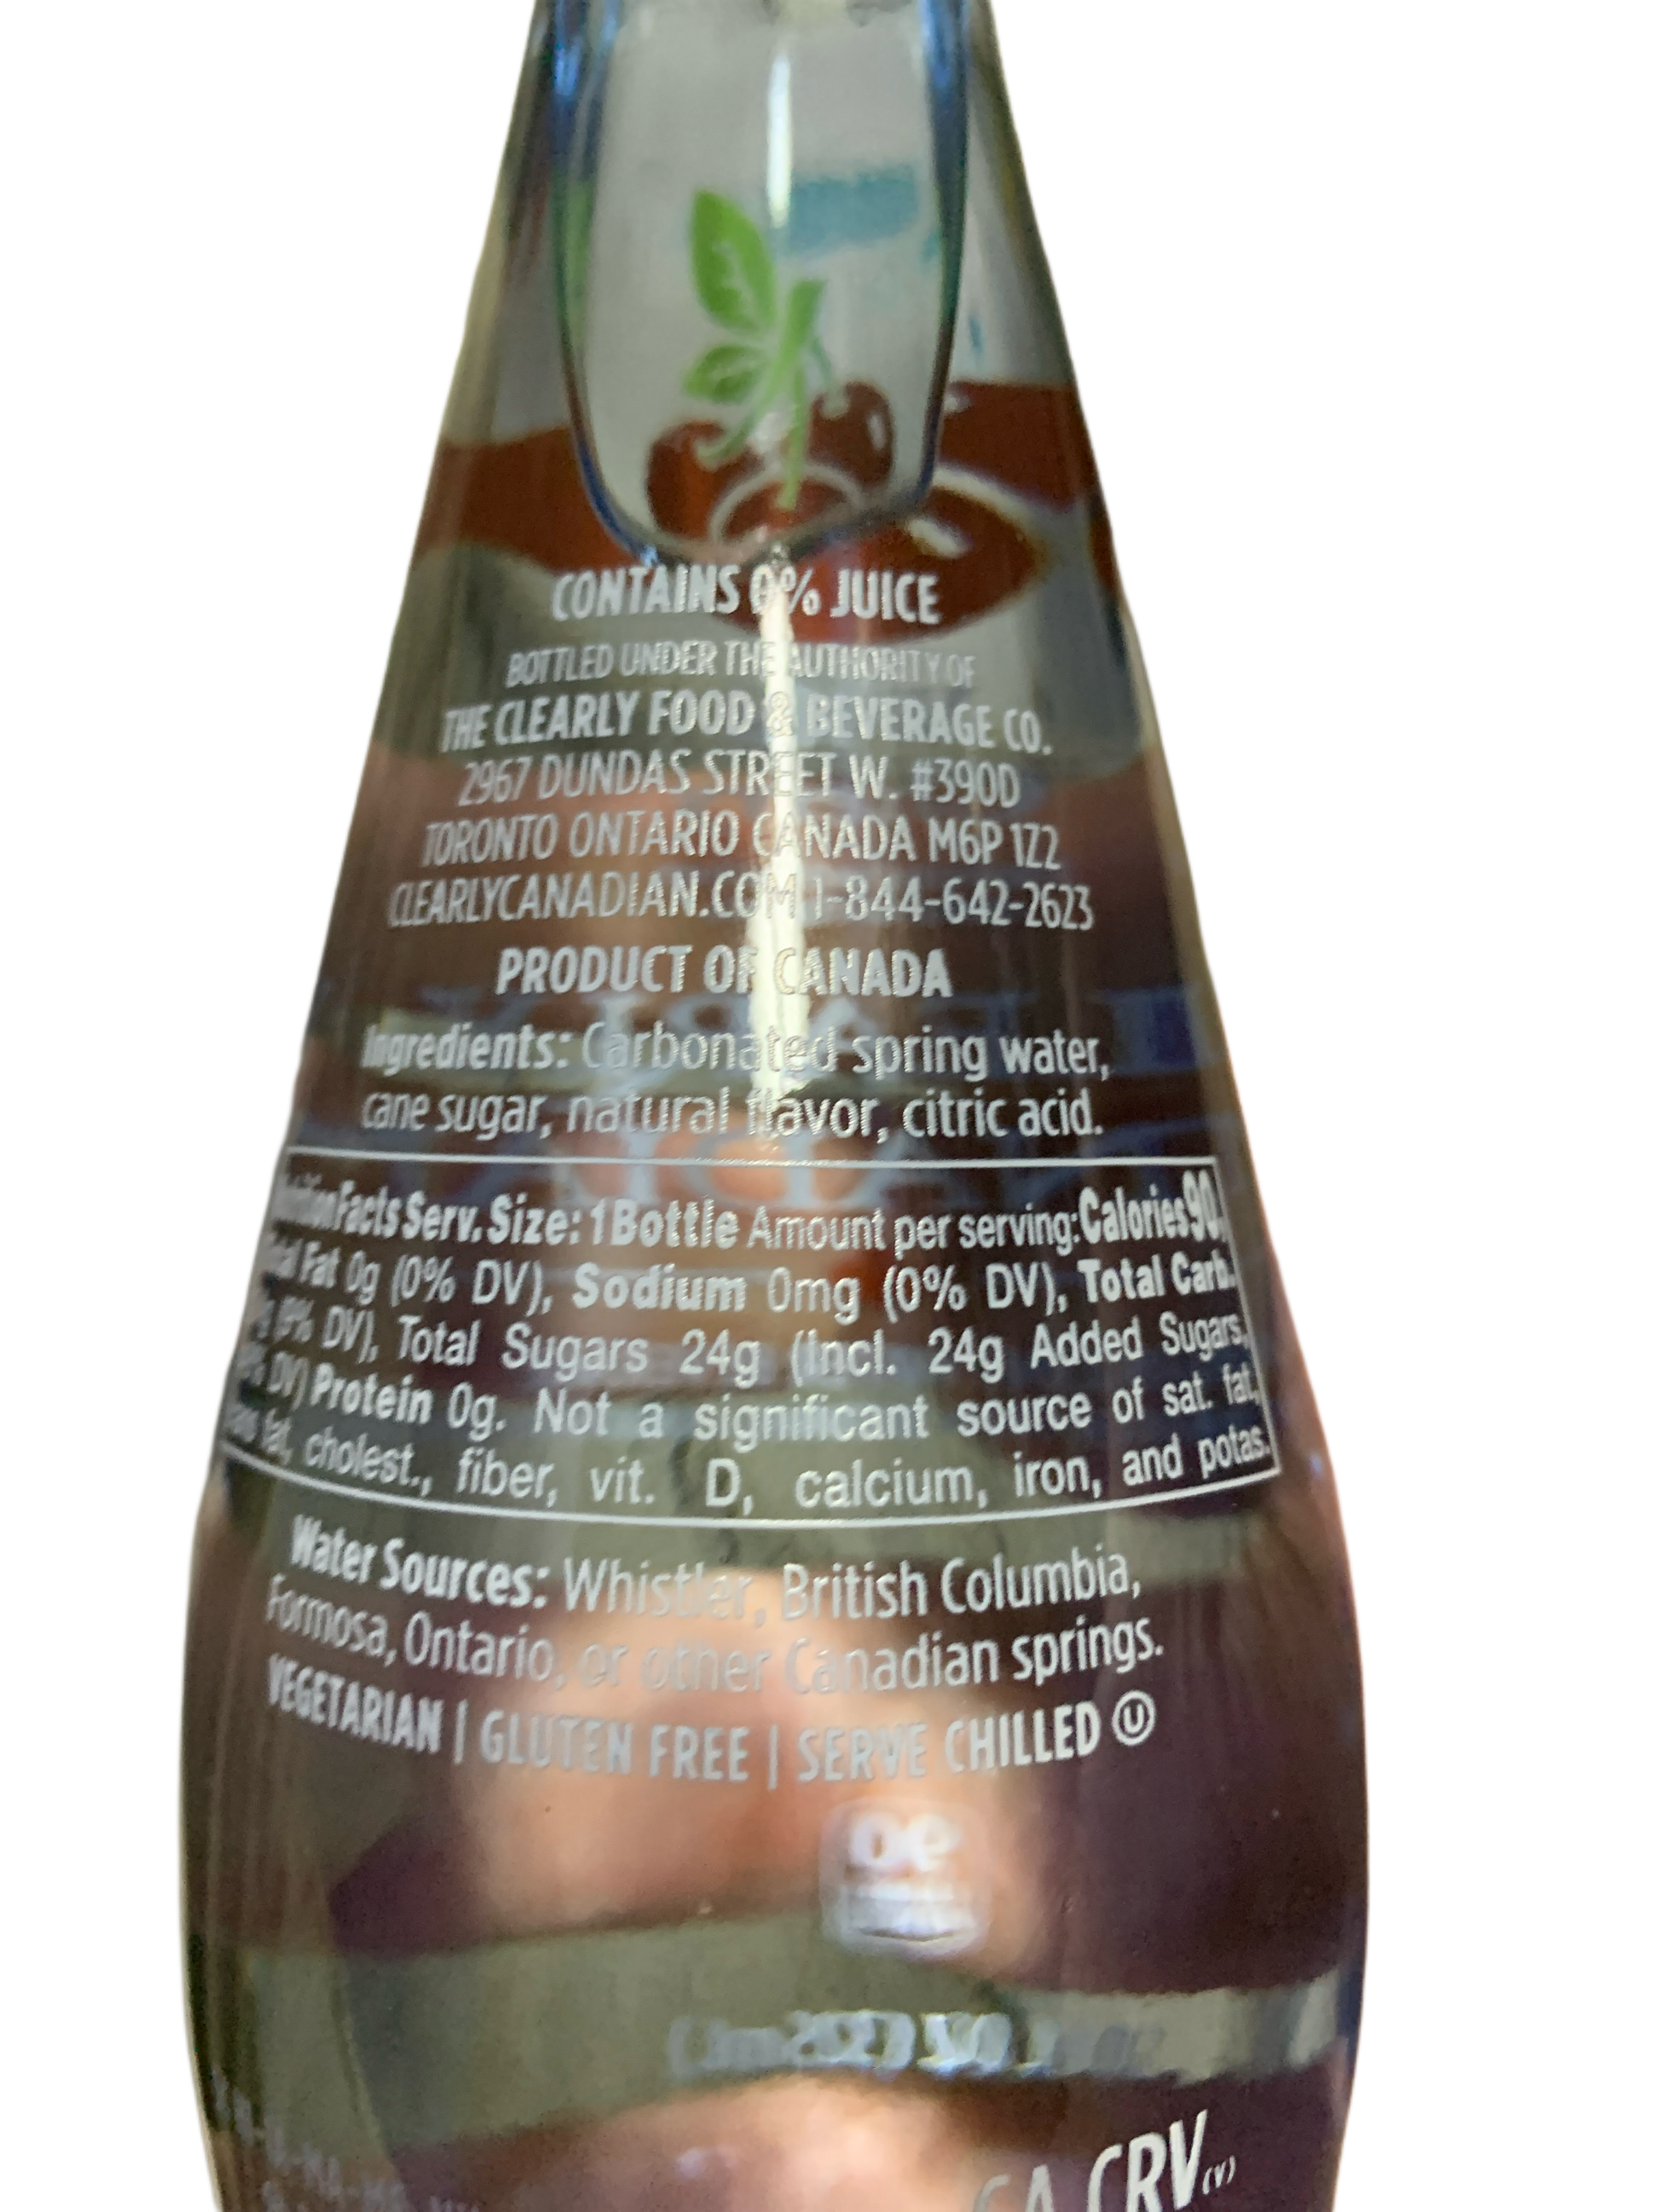 CONTAINS 0% JUICE
BOTTLED UNDER THE AUTHORITY OF
THE CLEARLY FOOD & BEVERAGE CO.
2967 DUNDAS STREET W. #390D
TORONTO ONTARIO CANADA M6P 1Z2
CLEARLYCANADIAN.COM 1-844-642-2623
PRODUCT OF CANADA
Ingredients: Carbonated spring water,
cane sugar, natural flavor, citric acid.
Nutrition Facts Serv. Size: 1 Bottle Amount per serving: Calories 90,
Total Fat 0g (0% DV), Sodium 0mg (0% DV), Total Carb.
(9% DV), Total Sugars 24g (Incl. 24g Added Sugars,
DV) Protein 0g. Not a significant source of sat. fat,
trans fat, cholest., fiber, vit. D, calcium, iron, and potas.
Water Sources: Whistler, British Columbia,
Formosa, Ontario, or other Canadian springs.
VEGETARIAN | GLUTEN FREE | SERVE CHILLED U
CA CRV